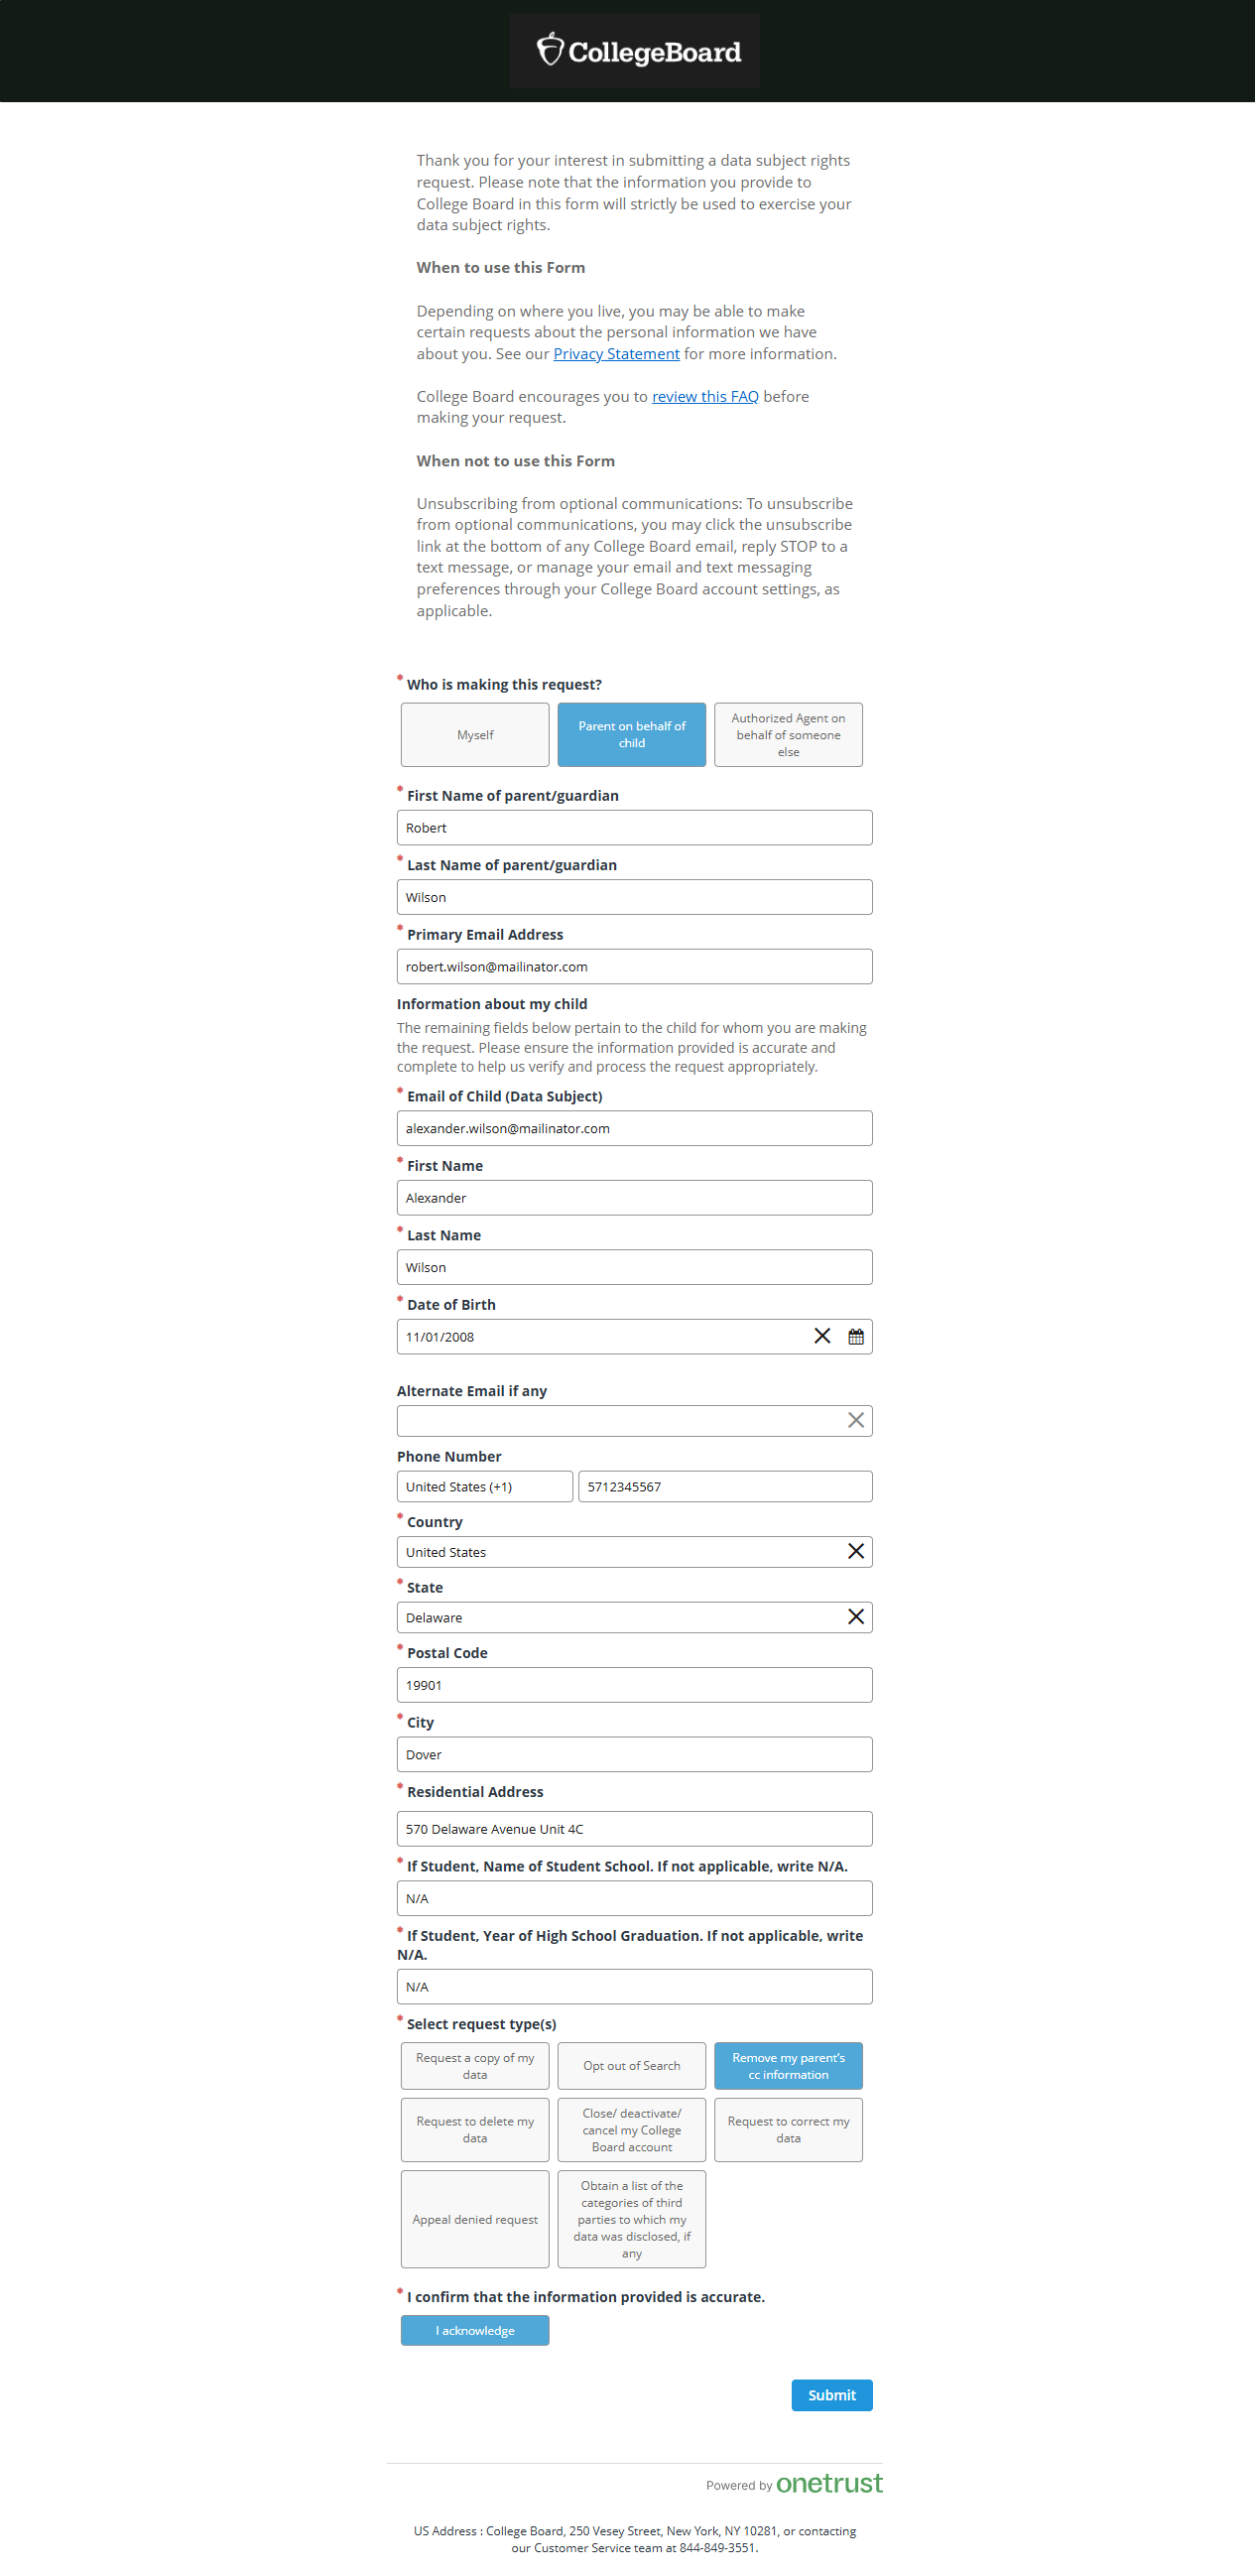 CollegeBoard
Thank you for your interest in submitting a data subject rights
request. Please note that the information you provide to
College Board in this form will strictly be used to exercise your
data subject rights.
When to use this Form
Depending on where you live, you may be able to make
certain requests about the personal information we have
about you. See our Privacy Statement for more information.
College Board encourages you to review this FAQ before
making your request.
When not to use this Form
Unsubscribing from optional communications: To unsubscribe
from optional communications, you may click the unsubscribe
link at the bottom of any College Board email, reply STOP to a
text message, or manage your email and text messaging
preferences through your College Board account settings, as
applicable.
* Who is making this request?
Myself
Parent on behalf of
child
Authorized Agent on
behalf of someone
else
* First Name of parent/guardian
Robert
* Last Name of parent/guardian
Wilson
* Primary Email Address
robert.wilson@mailinator.com
Information about my child
The remaining fields below pertain to the child for whom you are making
the request. Please ensure the information provided is accurate and
complete to help us verify and process the request appropriately.
* Email of Child (Data Subject)
alexander.wilson@mailinator.com
* First Name
Alexander
* Last Name
Wilson
* Date of Birth
11/01/2008
Alternate Email if any
Phone Number
United States (+1) 5712345567
* Country
United States
* State
Delaware
* Postal Code
19901
* City
Dover
* Residential Address
570 Delaware Avenue Unit 4C
* If Student, Name of Student School. If not applicable, write N/A.
N/A
* If Student, Year of High School Graduation. If not applicable, write
N/A.
N/A
* Select request type(s)
Request a copy of my
data
Opt out of Search
Remove my parent's
cc information
Request to delete my
data
Close/ deactivate/
cancel my College
Board account
Request to correct my
data
Appeal denied request
Obtain a list of the
categories of third
parties to which my
data was disclosed, if
any
* I confirm that the information provided is accurate.
I acknowledge
Submit
Powered by onetrust
US Address : College Board, 250 Vesey Street, New York, NY 10281, or contacting
our Customer Service team at 844-849-3551.